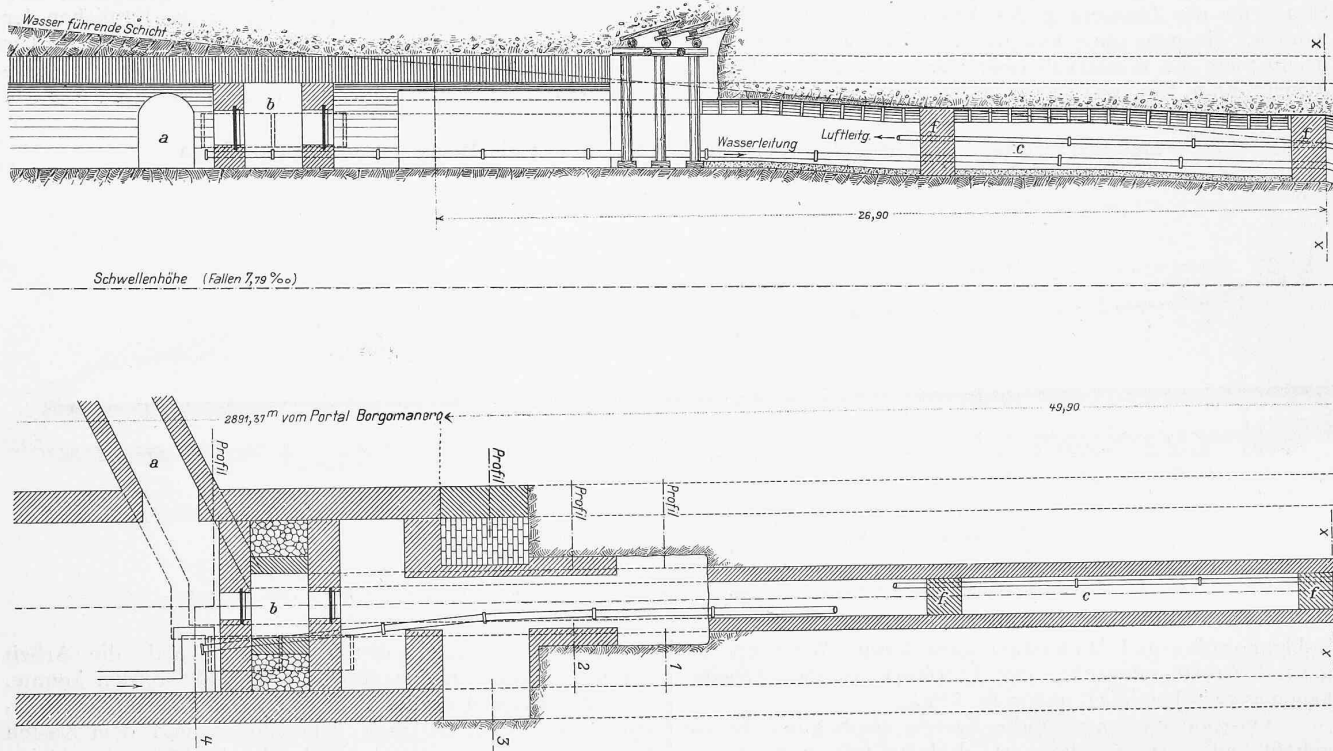 Wasser führende Schicht
x
b
a
f
f
Luftleitg.
Wasserleitung
c
26,90
x
Schwellenhöhe (Fallen 7,79 ‰)
2891,37 m vom Portal Borgomanero
49,90
a
Profil
Profil
Profil
Profil
x
b
f
c
f
x
2
1
4
3